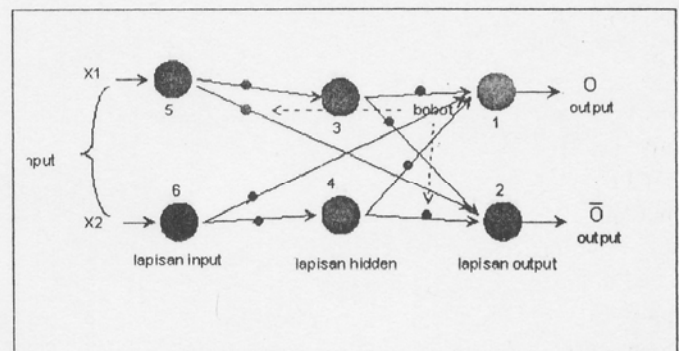 X1
5
3
bobot
1
O
output
nput
6
4
2
X2
O̅
output
lapisan input
lapisan hidden
lapisan output